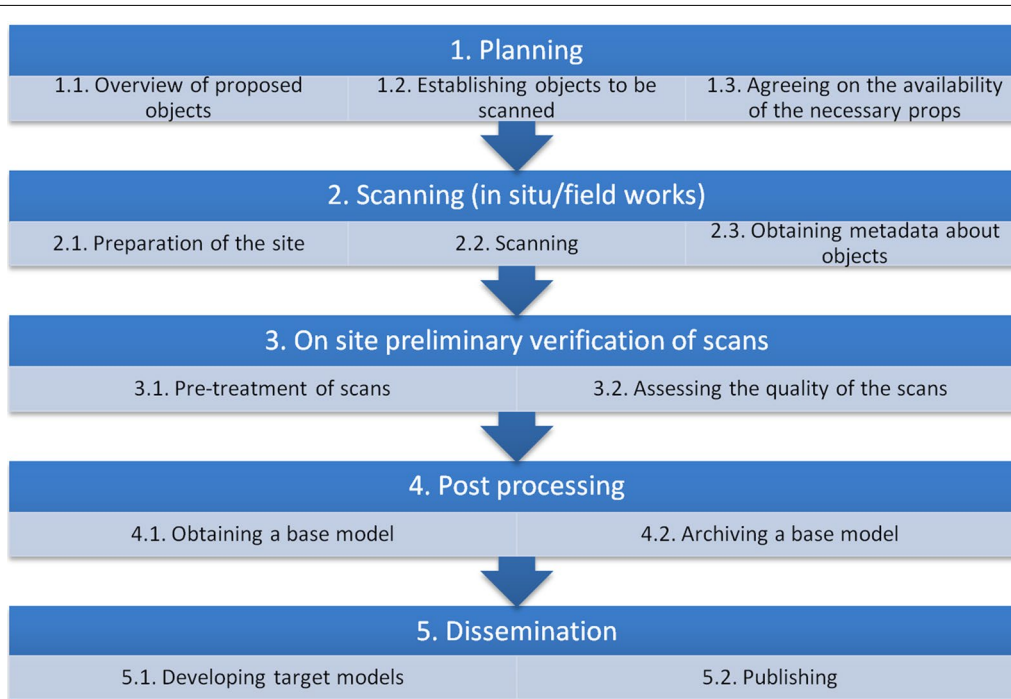 1. Planning
1.1. Overview of proposed
objects
1.2. Establishing objects to be
scanned
1.3. Agreeing on the availability
of the necessary props
2. Scanning (in situ/field works)
2.1. Preparation of the site
2.2. Scanning
2.3. Obtaining metadata about
objects
3. On site preliminary verification of scans
3.1. Pre-treatment of scans
3.2. Assessing the quality of the scans
4. Post processing
4.1. Obtaining a base model
4.2. Archiving a base model
5. Dissemination
5.1. Developing target models
5.2. Publishing